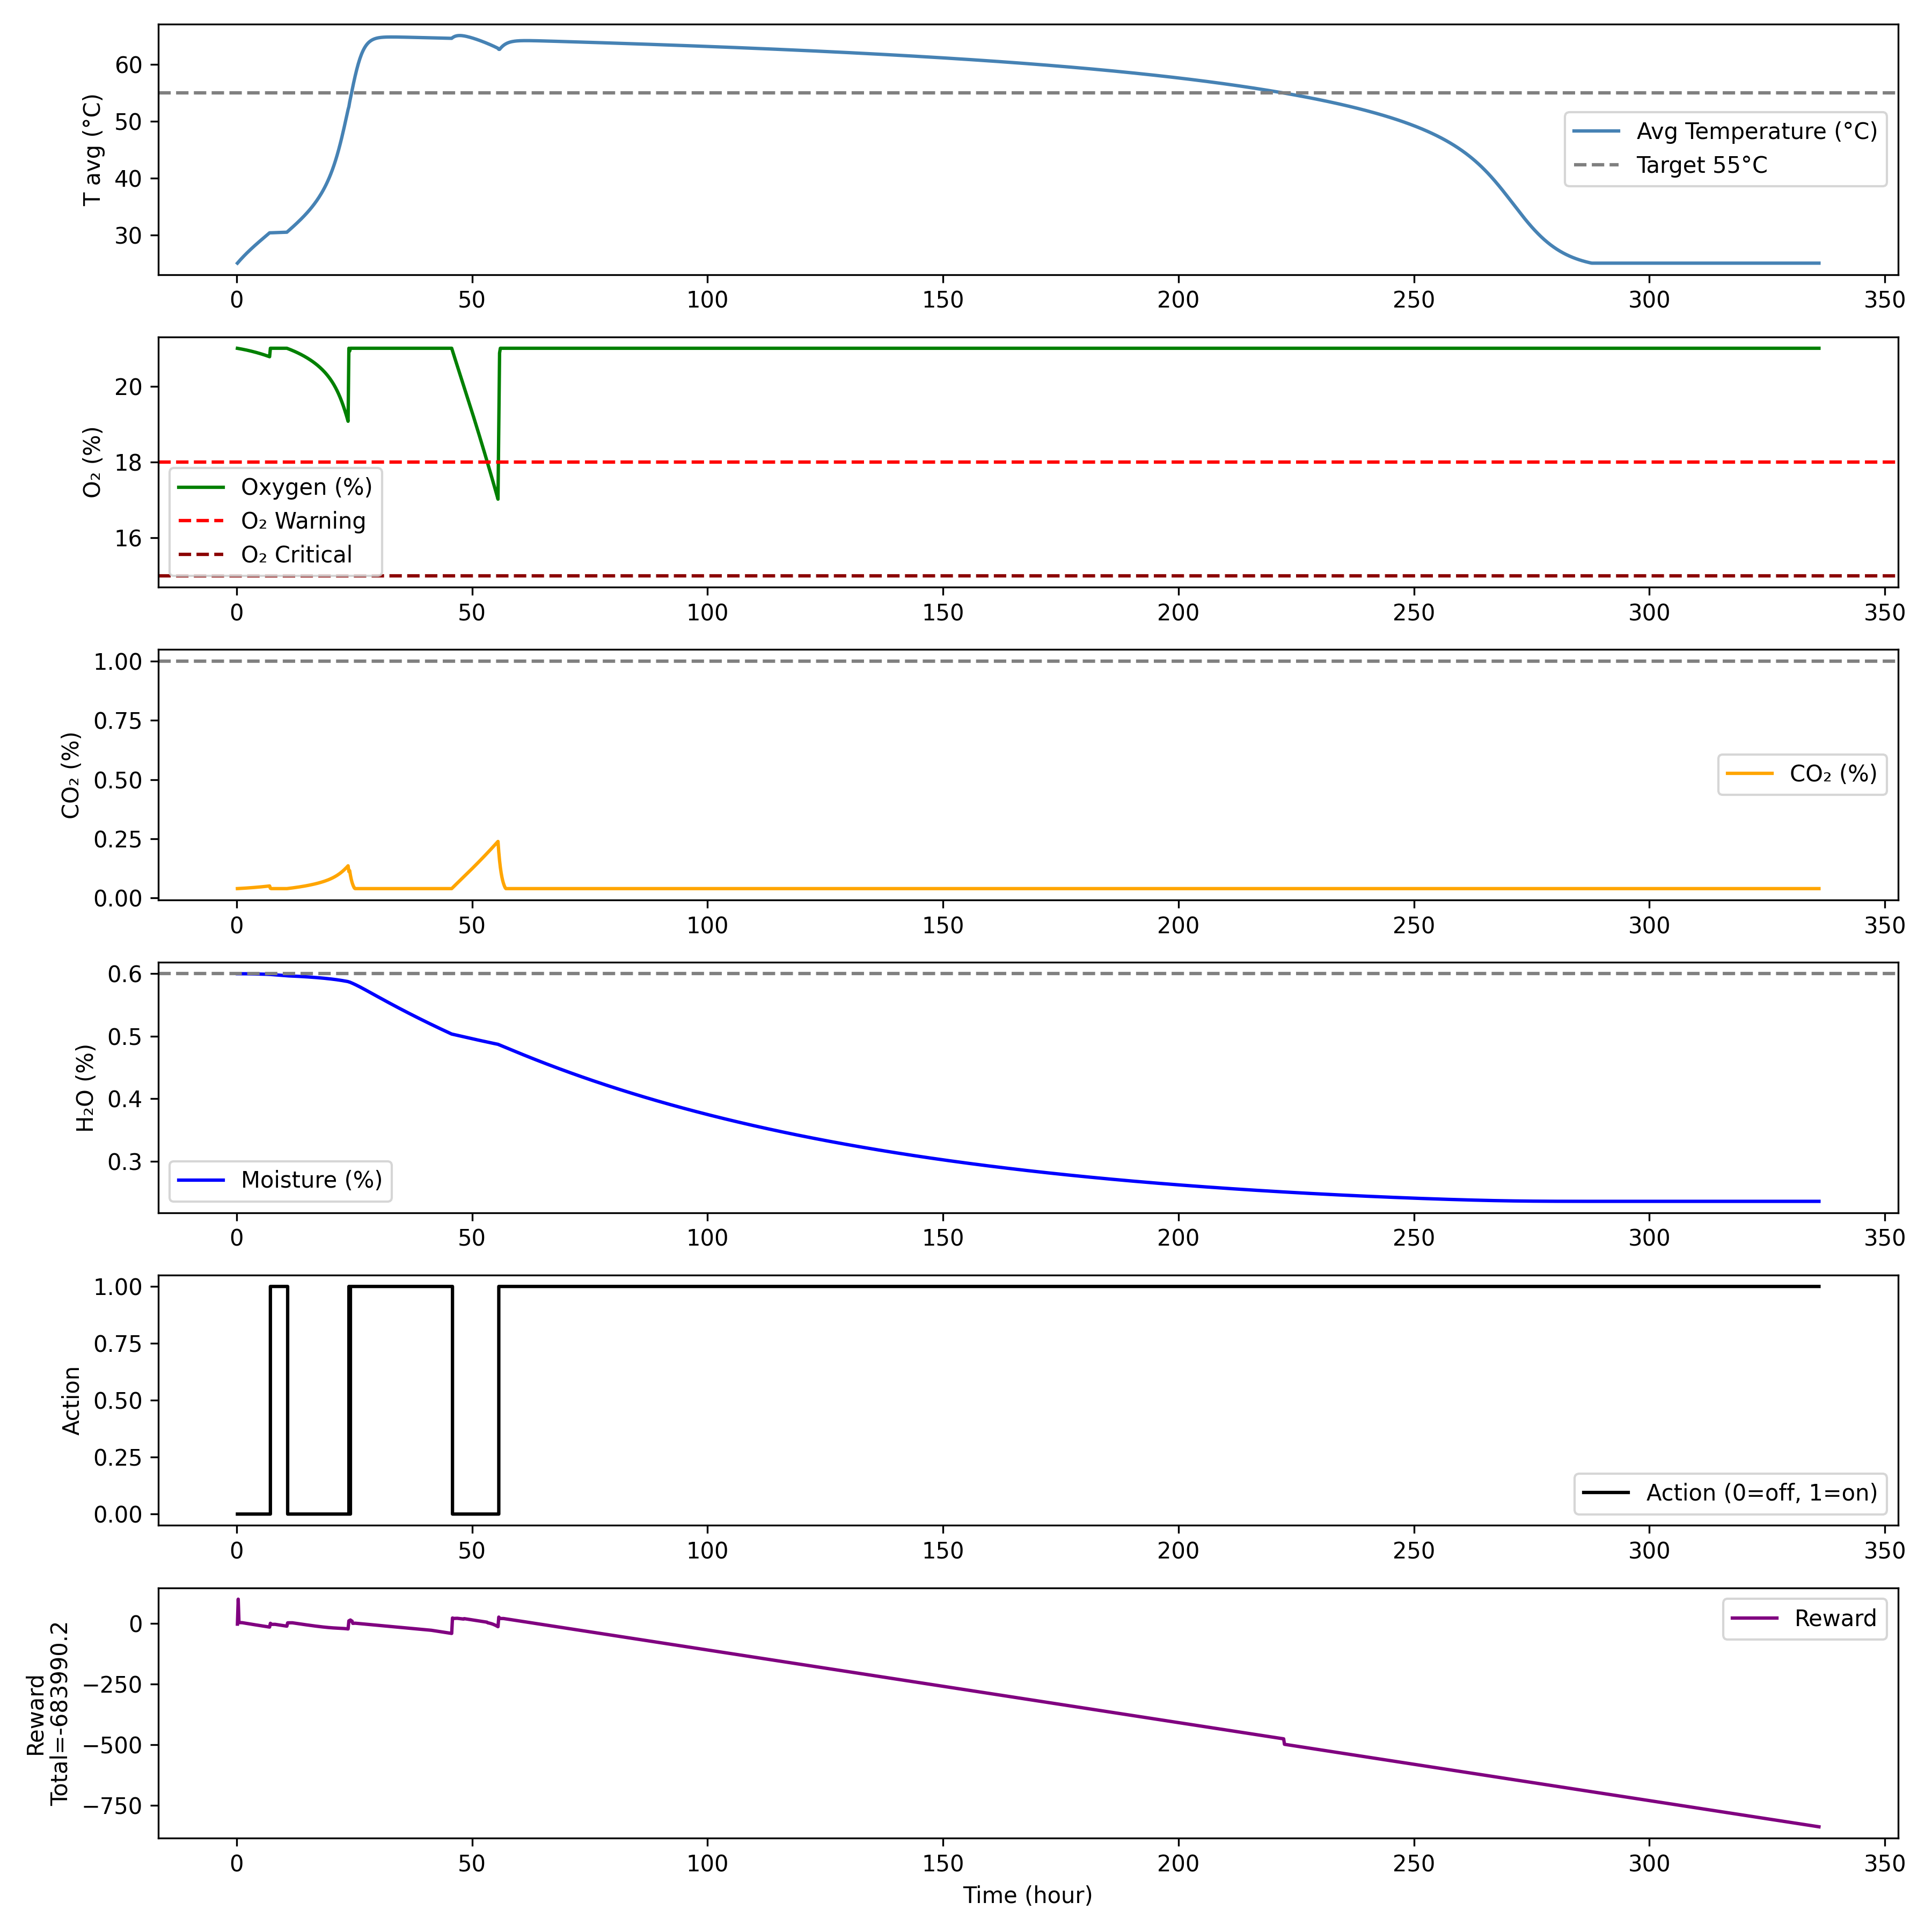 T avg (°C)
60
50
40
30
Avg Temperature (°C)
Target 55°C
0 50 100 150 200 250 300 350
O₂ (%)
20
18
16
Oxygen (%)
O₂ Warning
O₂ Critical
0 50 100 150 200 250 300 350
CO₂ (%)
1.00
0.75
0.50
0.25
0.00
CO₂ (%)
0 50 100 150 200 250 300 350
H₂O (%)
0.6
0.5
0.4
0.3
Moisture (%)
0 50 100 150 200 250 300 350
Action
1.00
0.75
0.50
0.25
0.00
Action (0=off, 1=on)
0 50 100 150 200 250 300 350
Reward
Total=-683990.2
0
−250
−500
−750
Reward
0 50 100 150 200 250 300 350
Time (hour)